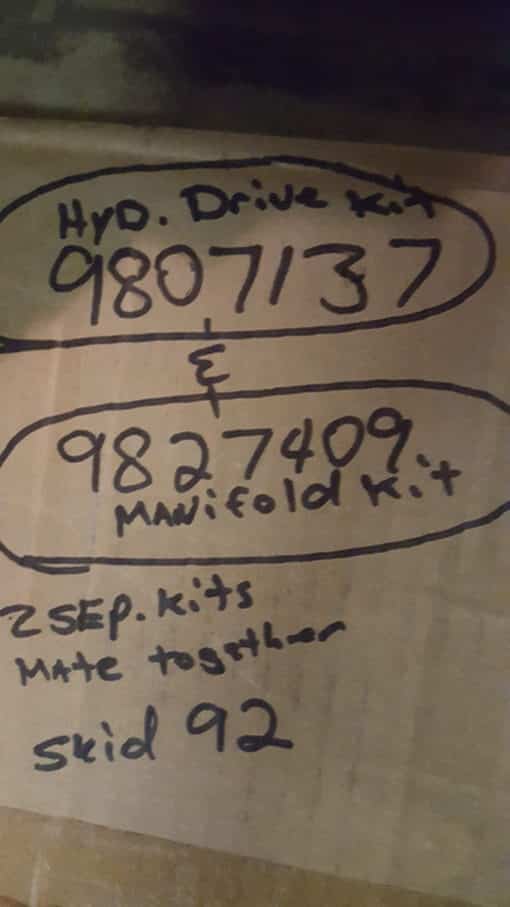 HYD. Drive Kit
9807137
&
9827409
MANifold Kit
2 SEP. Kits
MAte together
skid 92